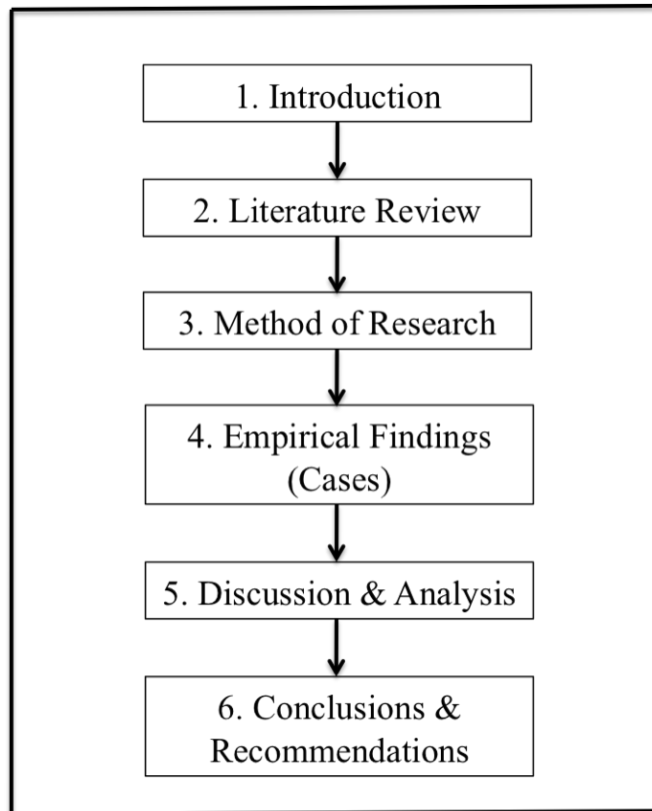 1. Introduction
2. Literature Review
3. Method of Research
4. Empirical Findings
(Cases)
5. Discussion & Analysis
6. Conclusions &
Recommendations